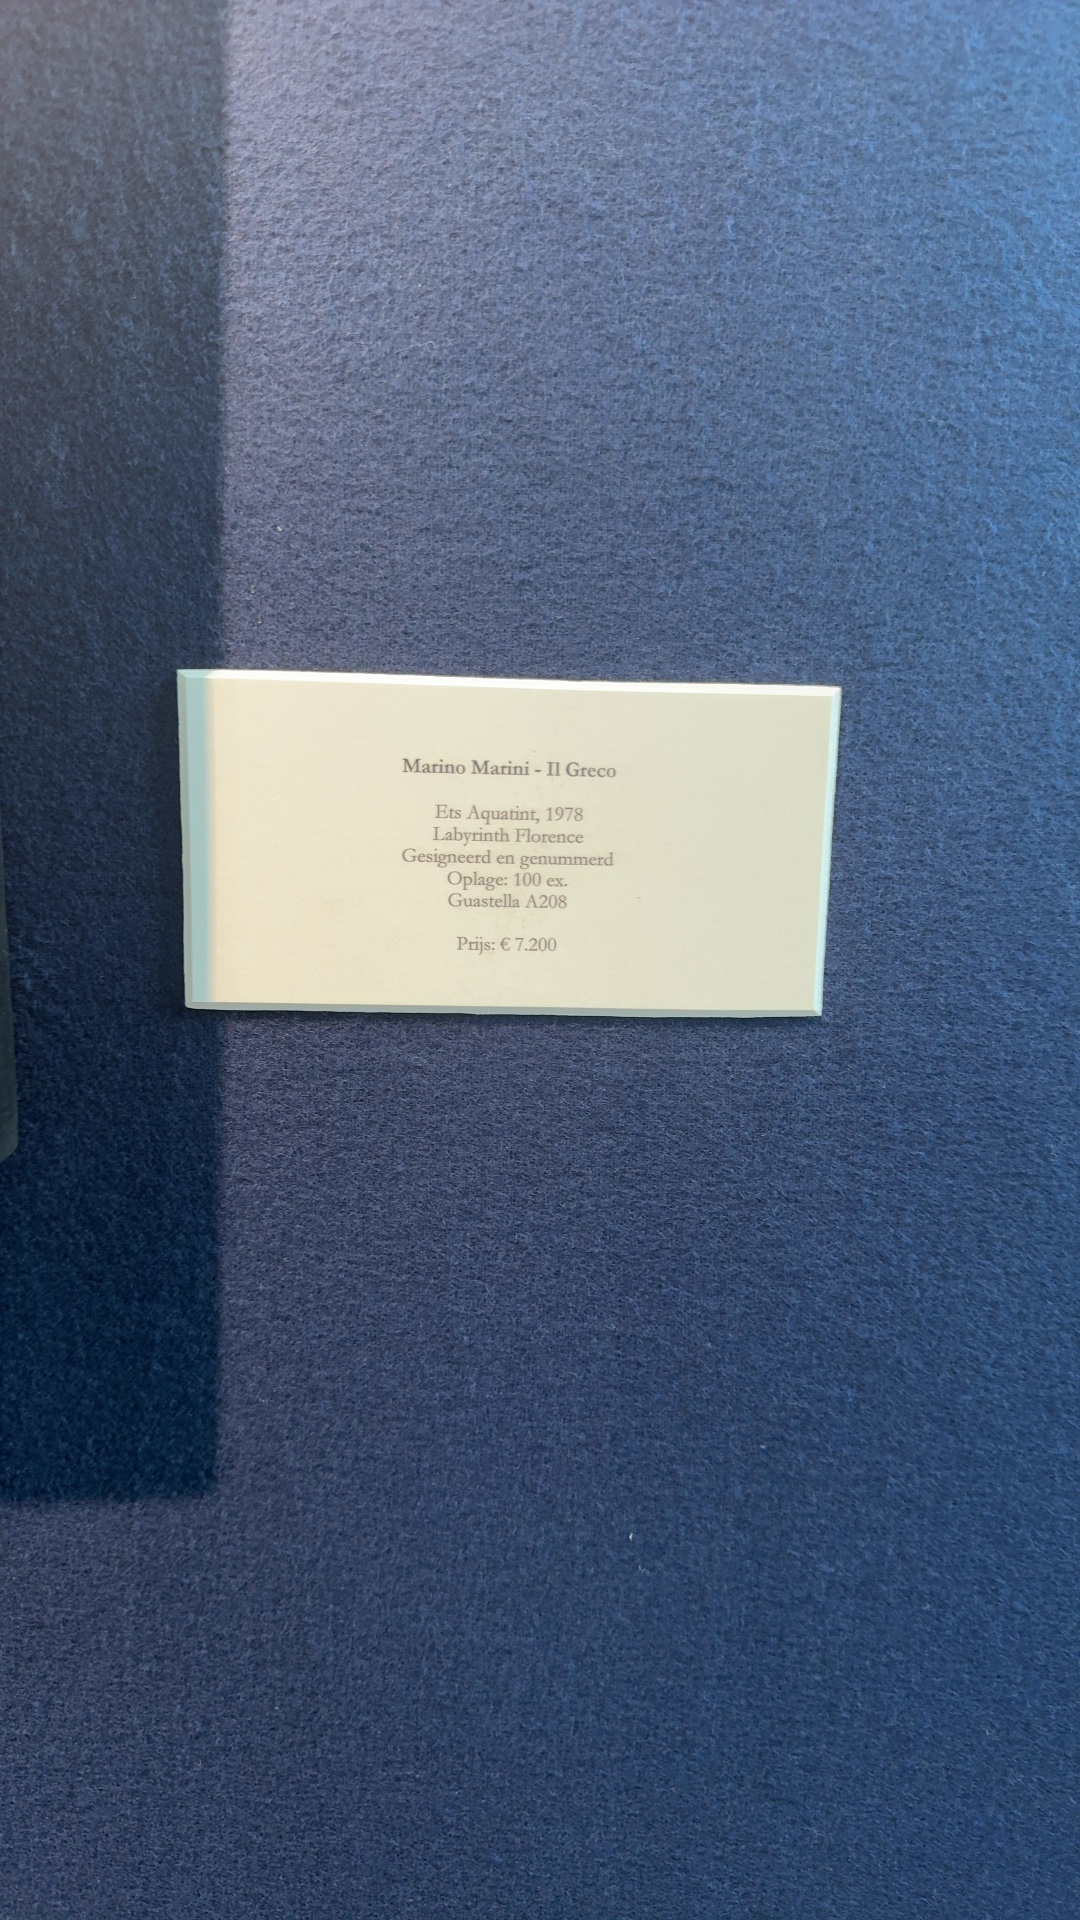 Marino Marini - Il Greco
Ets Aquatint, 1978
Labyrinth Florence
Gesigneerd en genummerd
Oplage: 100 ex.
Guastella A208
Prijs: € 7.200